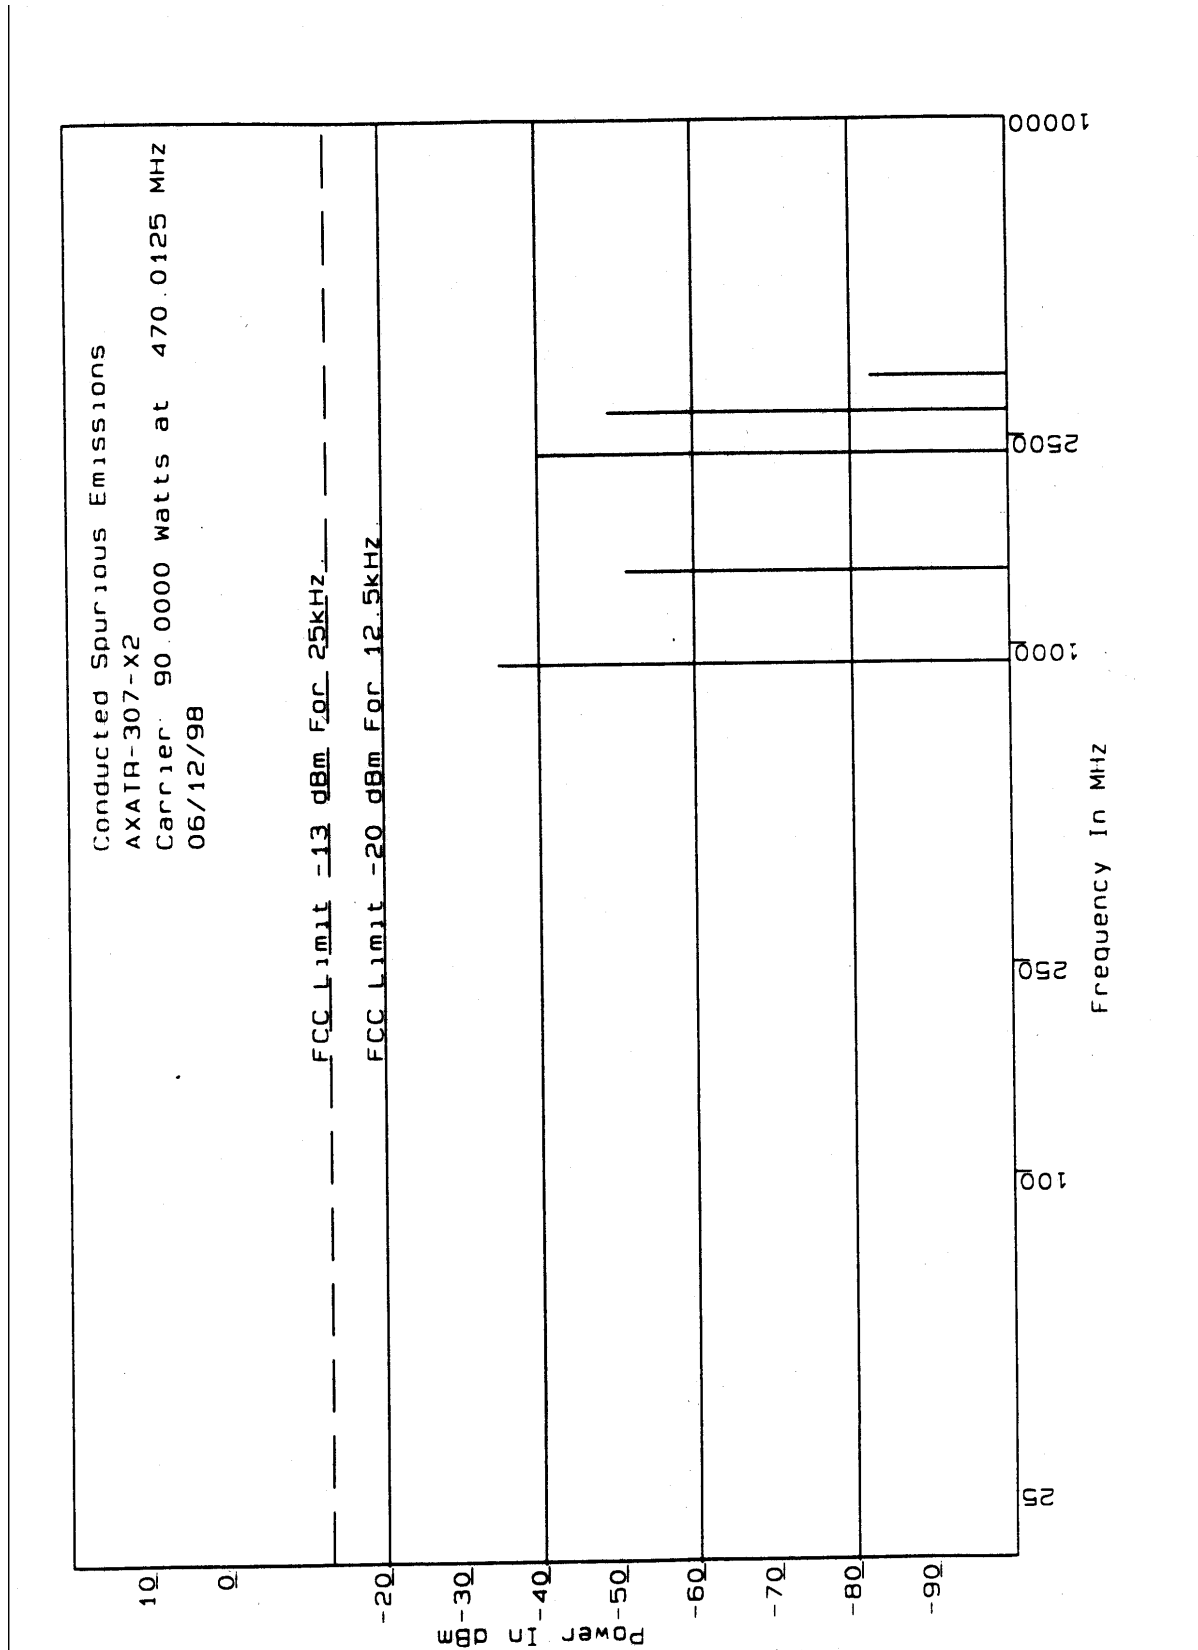 Conducted Spurious Emissions
AXATR-307-X2
Carrier: 90.0000 Watts at 470.0125 MHz
06/12/98
10
0
FCC Limit -13 dBm For 25kHz
FCC Limit -20 dBm For 12.5kHz
-20
-30
-40
-50
-60
-70
-80
-90
Power In dBm
25
100
250
1000
2500
10000
Frequency In MHz